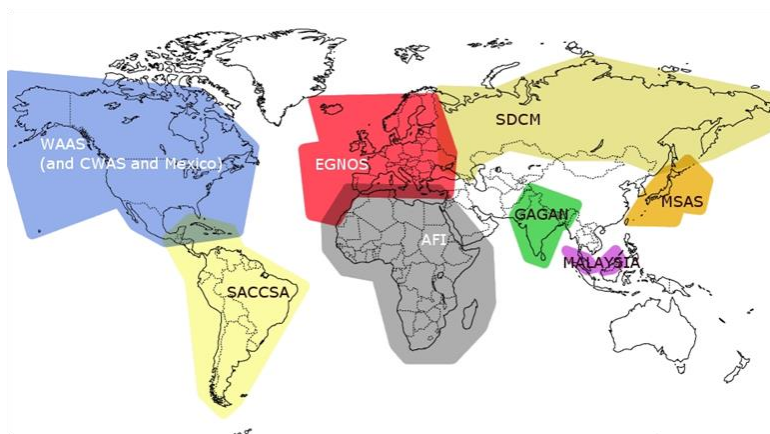 WAAS
(and CWAS and Mexico)
EGNOS
SDCM
MSAS
GAGAN
AFI
MALAYSIA
SACCSA